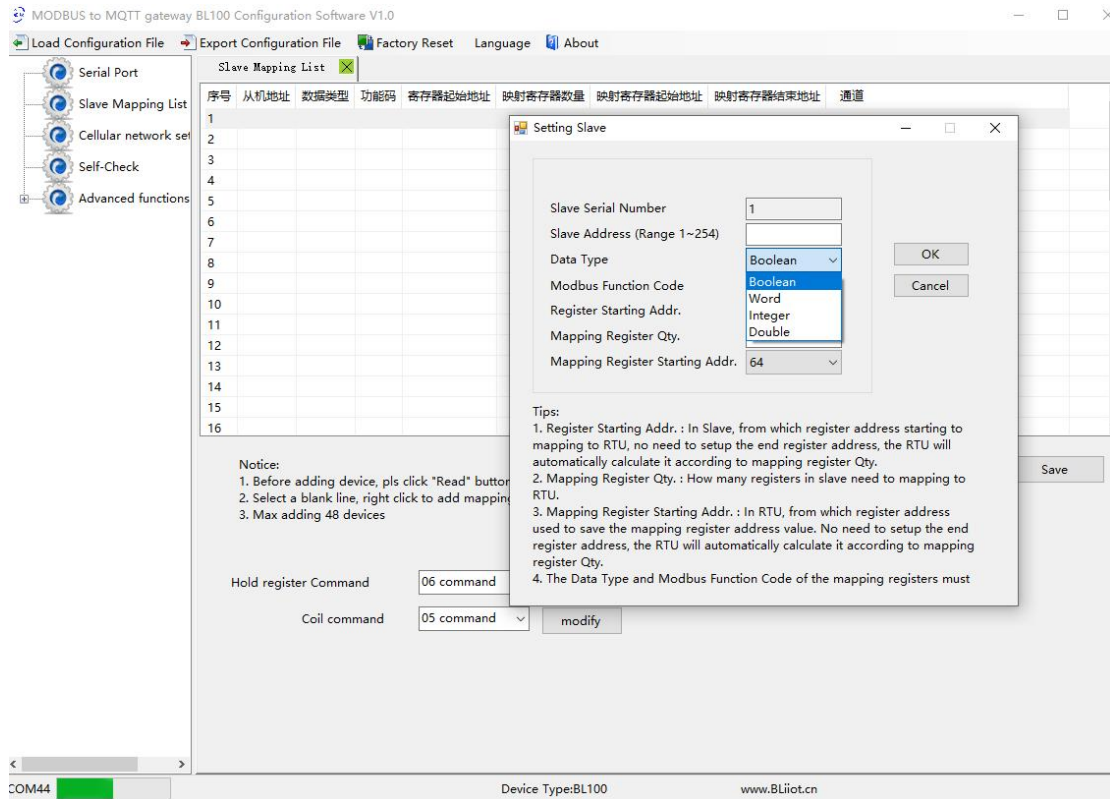 MODBUS to MQTT gateway BL100 Configuration Software V1.0
Load Configuration File Export Configuration File Factory Reset Language About
Serial Port
Slave Mapping List
Cellular network set
Self-Check
Advanced functions
Slave Mapping List
序号 从机地址 数据类型 功能码 寄存器起始地址 映射寄存器数量 映射寄存器起始地址 映射寄存器结束地址 通道
1
2
3
4
5
6
7
8
9
10
11
12
13
14
15
16
Setting Slave
Slave Serial Number 1
Slave Address (Range 1~254)
Data Type Boolean
Boolean
Word
Integer
Double
Modbus Function Code
Register Starting Addr.
Mapping Register Qty.
Mapping Register Starting Addr. 64
OK
Cancel
Tips:
1. Register Starting Addr. : In Slave, from which register address starting to
mapping to RTU, no need to setup the end register address, the RTU will
automatically calculate it according to mapping register Qty.
2. Mapping Register Qty. : How many registers in slave need to mapping to
RTU.
3. Mapping Register Starting Addr. : In RTU, from which register address
used to save the mapping register address value. No need to setup the end
register address, the RTU will automatically calculate it according to mapping
register Qty.
4. The Data Type and Modbus Function Code of the mapping registers must
Notice:
1. Before adding device, pls click "Read" button
2. Select a blank line, right click to add mapping
3. Max adding 48 devices
Save
Hold register Command 06 command
Coil command 05 command modify
COM44 Device Type:BL100 www.BLiiot.cn